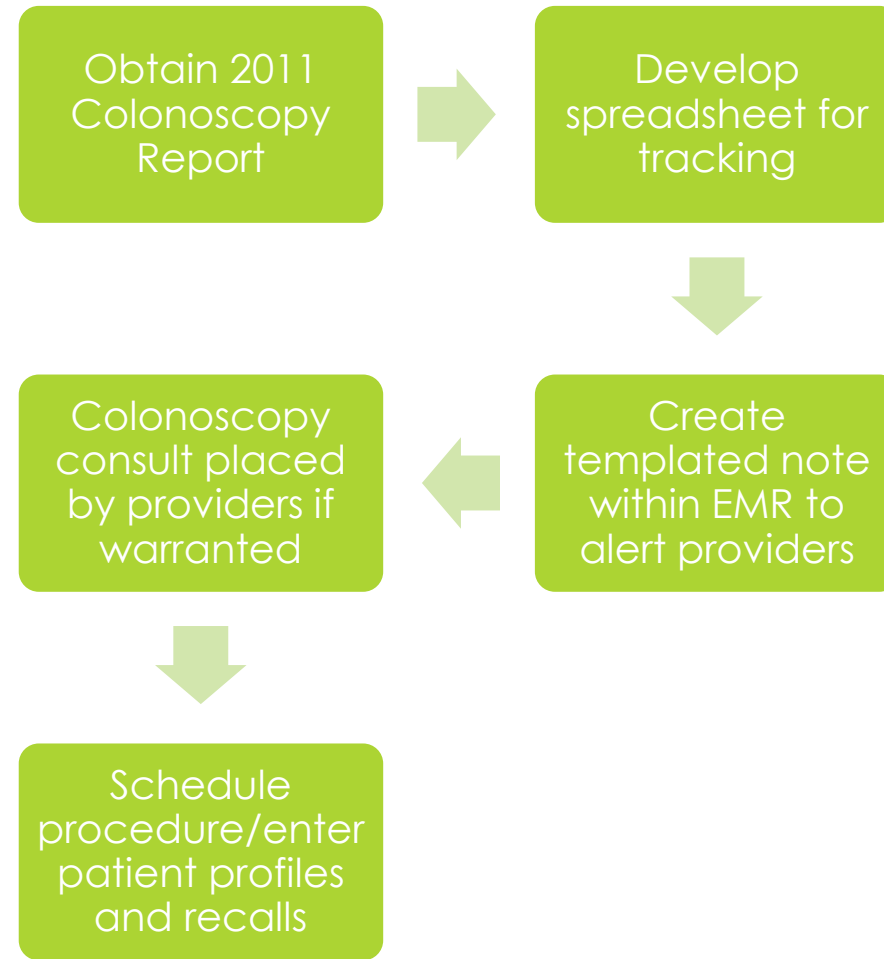 Obtain 2011
Colonoscopy
Report
Develop
spreadsheet for
tracking
Create
templated note
within EMR to
alert providers
Colonoscopy
consult placed
by providers if
warranted
Schedule
procedure/enter
patient profiles
and recalls